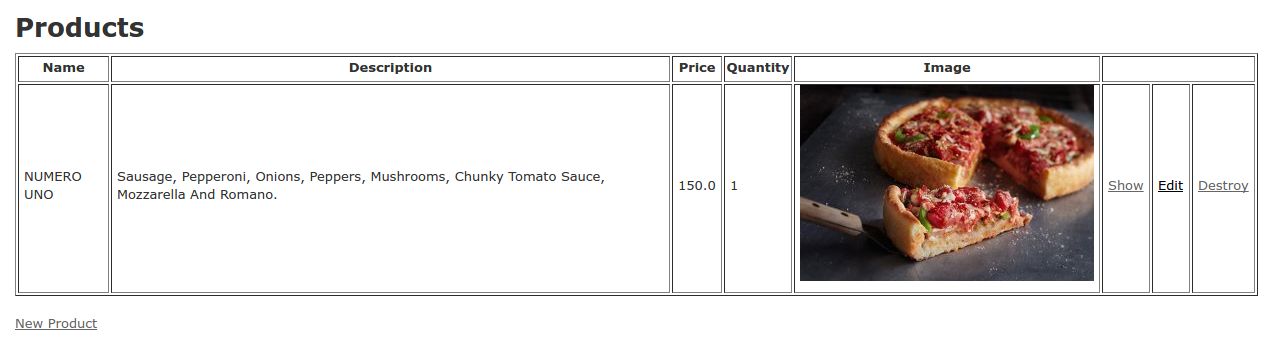 Products
Name Description Price Quantity Image
NUMERO
UNO
Sausage, Pepperoni, Onions, Peppers, Mushrooms, Chunky Tomato Sauce,
Mozzarella And Romano.
150.0 1 Show Edit Destroy
New Product